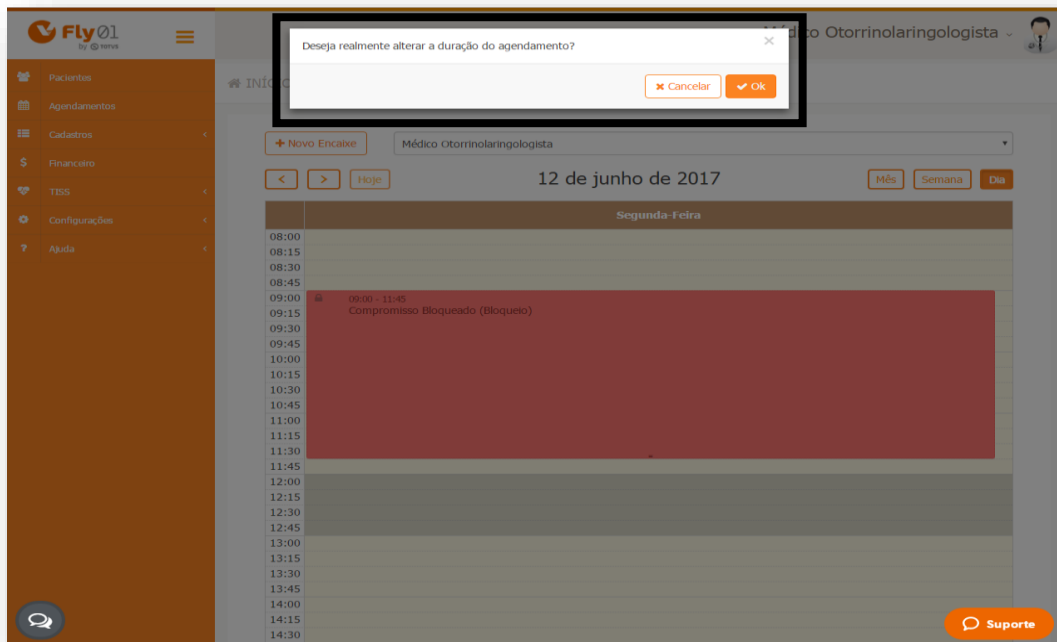 Fly01
by nova
Médico Otorrinolaringologista
Deseja realmente alterar a duração do agendamento?
×
Cancelar
Ok
INÍC
Pacientes
Agendamentos
Cadastros
Financeiro
TISS
Configurações
Ajuda
+ Novo Encaixe
Médico Otorrinolaringologista
< > Hoje
12 de junho de 2017
Mês Semana Dia
Segunda-Feira
08:00
08:15
08:30
08:45
09:00
09:00 - 11:45
09:15
Compromisso Bloqueado (Bloqueio)
09:30
09:45
10:00
10:15
10:30
10:45
11:00
11:15
11:30
11:45
12:00
12:15
12:30
12:45
13:00
13:15
13:30
13:45
14:00
14:15
14:30
Suporte